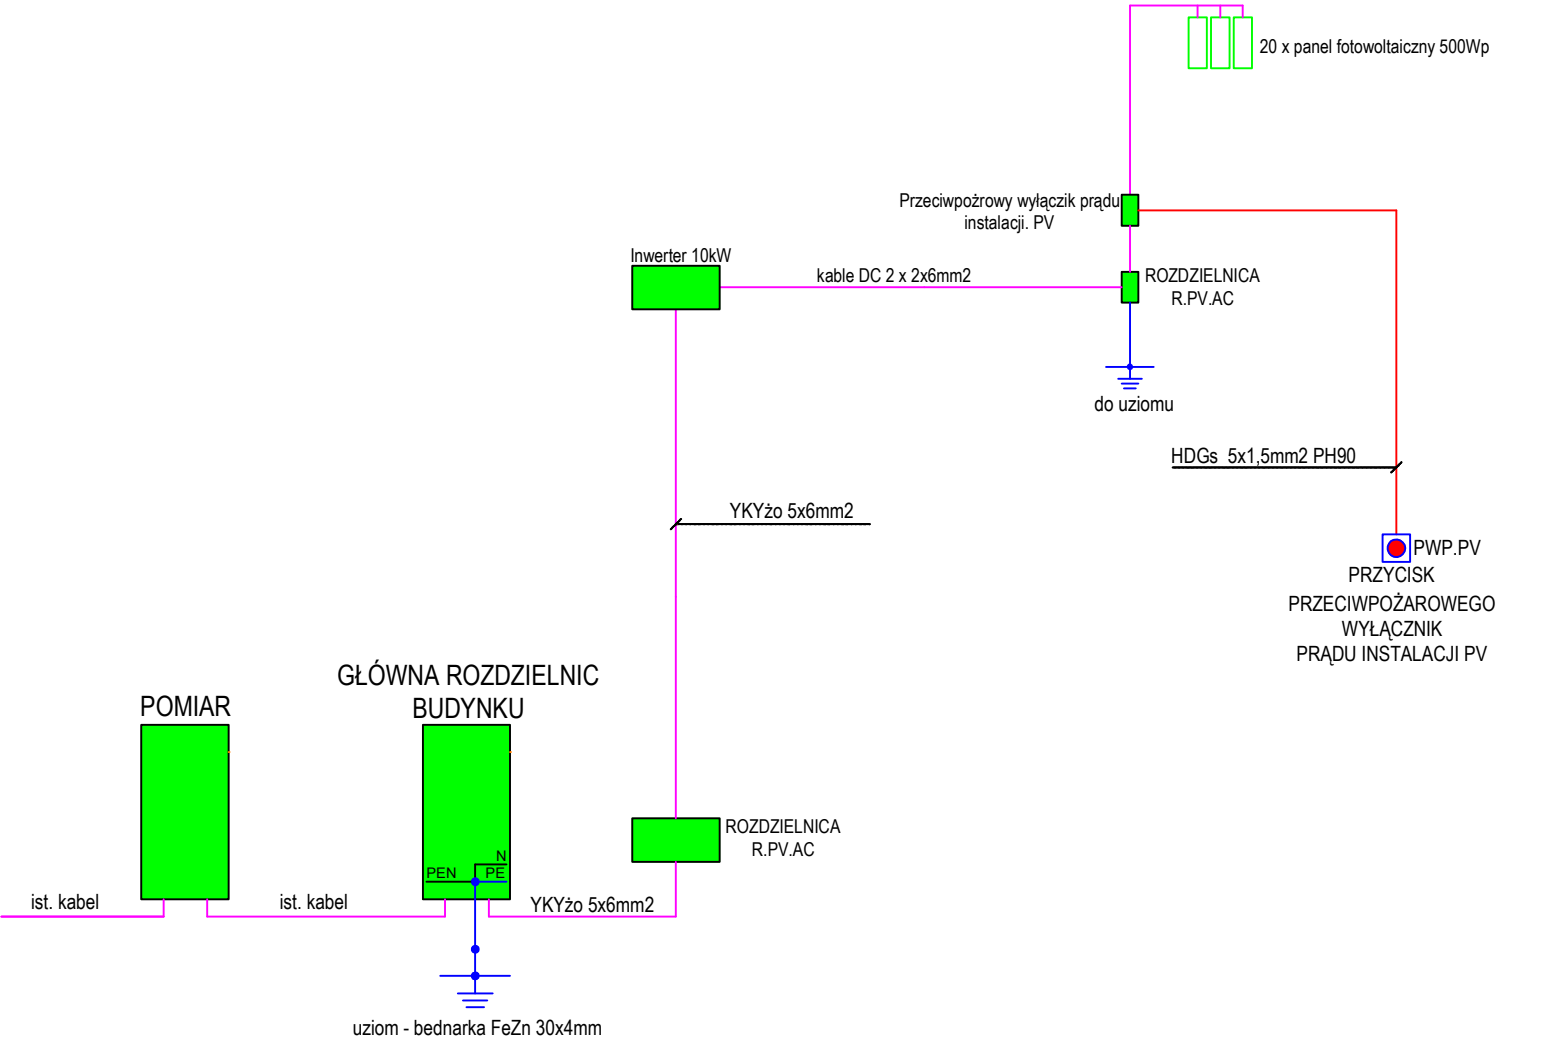 20 x panel fotowoltaiczny 500Wp
Przeciwpożrowy wyłączik prądu
instalacji. PV
Inwerter 10kW
kable DC 2 x 2x6mm2
ROZDZIELNICA
R.PV.AC
do uziomu
HDGs 5x1,5mm2 PH90
YKYżo 5x6mm2
PWP.PV
PRZYCISK
PRZECIWPOŻAROWEGO
WYŁĄCZNIK
PRĄDU INSTALACJI PV
GŁÓWNA ROZDZIELNIC
BUDYNKU
POMIAR
ROZDZIELNICA
R.PV.AC
N
PEN PE
ist. kabel
ist. kabel
YKYżo 5x6mm2
uziom - bednarka FeZn 30x4mm